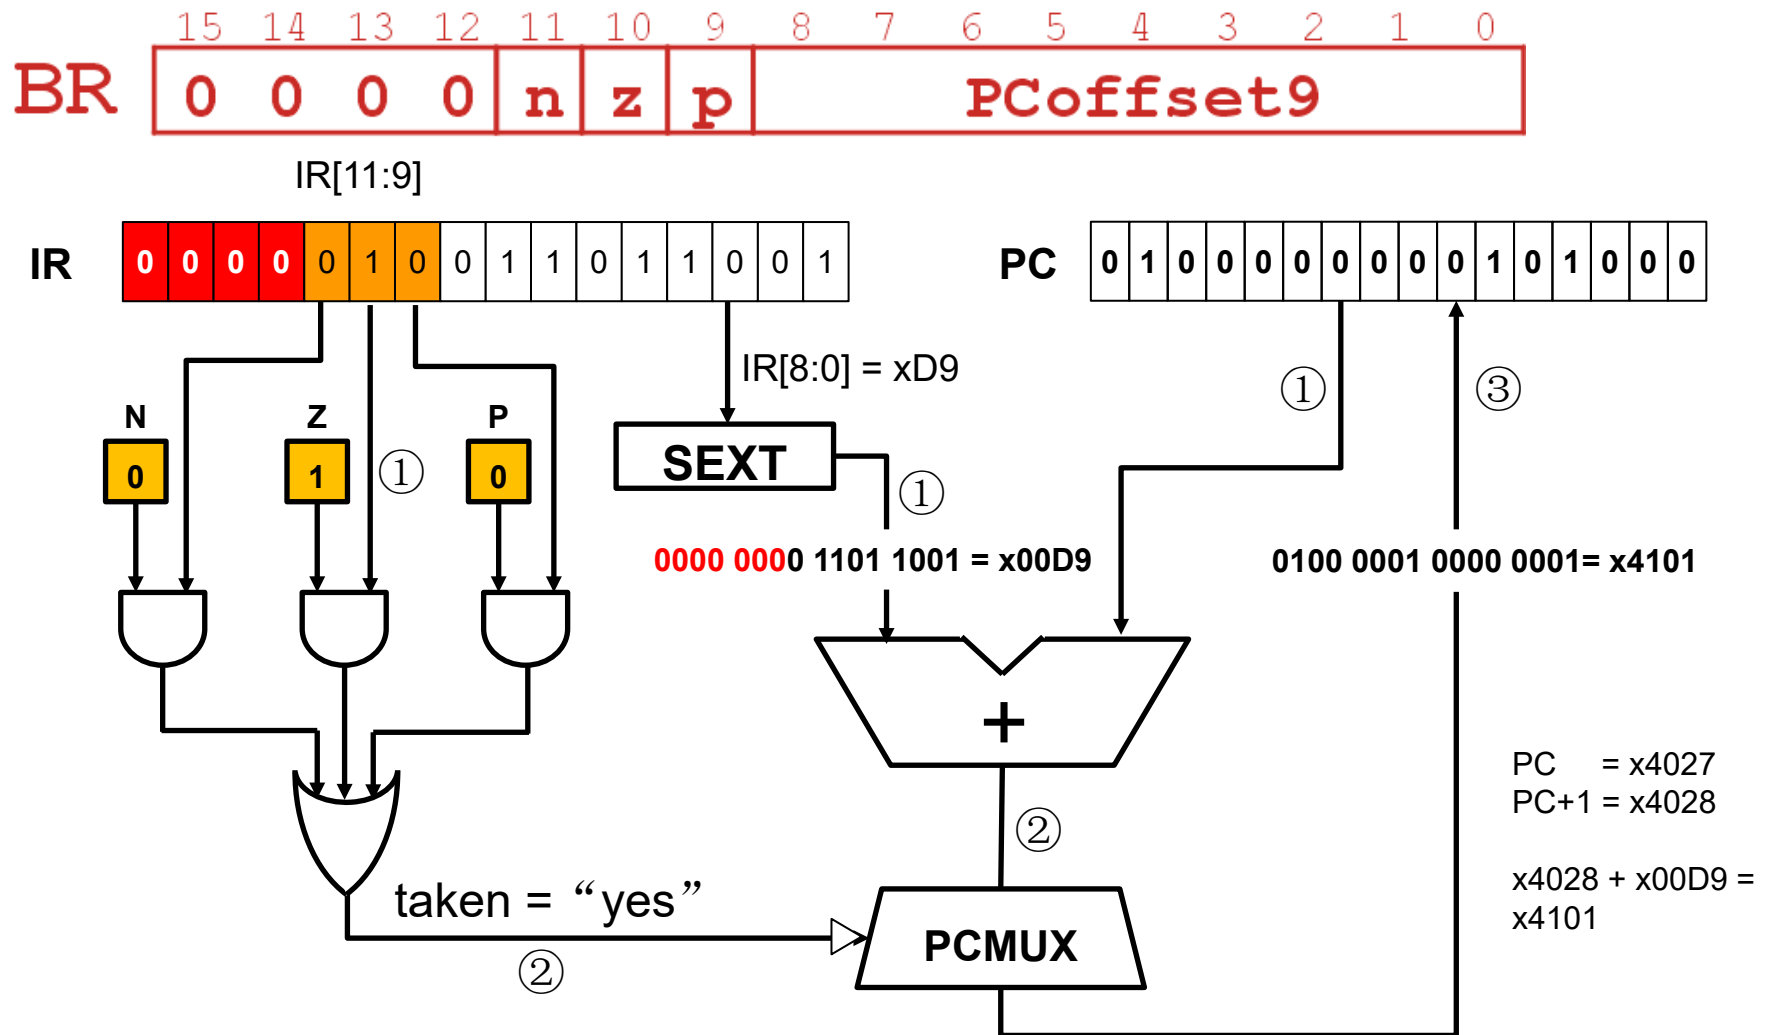 15 14 13 12 11 10 9 8 7 6 5 4 3 2 1 0
BR 0 0 0 0 n z p PCoffset9
IR[11:9]
IR 0 0 0 0 0 1 0 0 1 1 0 1 1 0 0 1
PC 0 1 0 0 0 0 0 0 0 0 1 0 1 0 0 0
IR[8:0] = xD9
① ③
N Z P
0 1 0
①
SEXT
①
0000 0000 1101 1001 = x00D9
0100 0001 0000 0001= x4101
+
PC = x4027
PC+1 = x4028
x4028 + x00D9 =
x4101
②
taken = “yes”
②
PCMUX